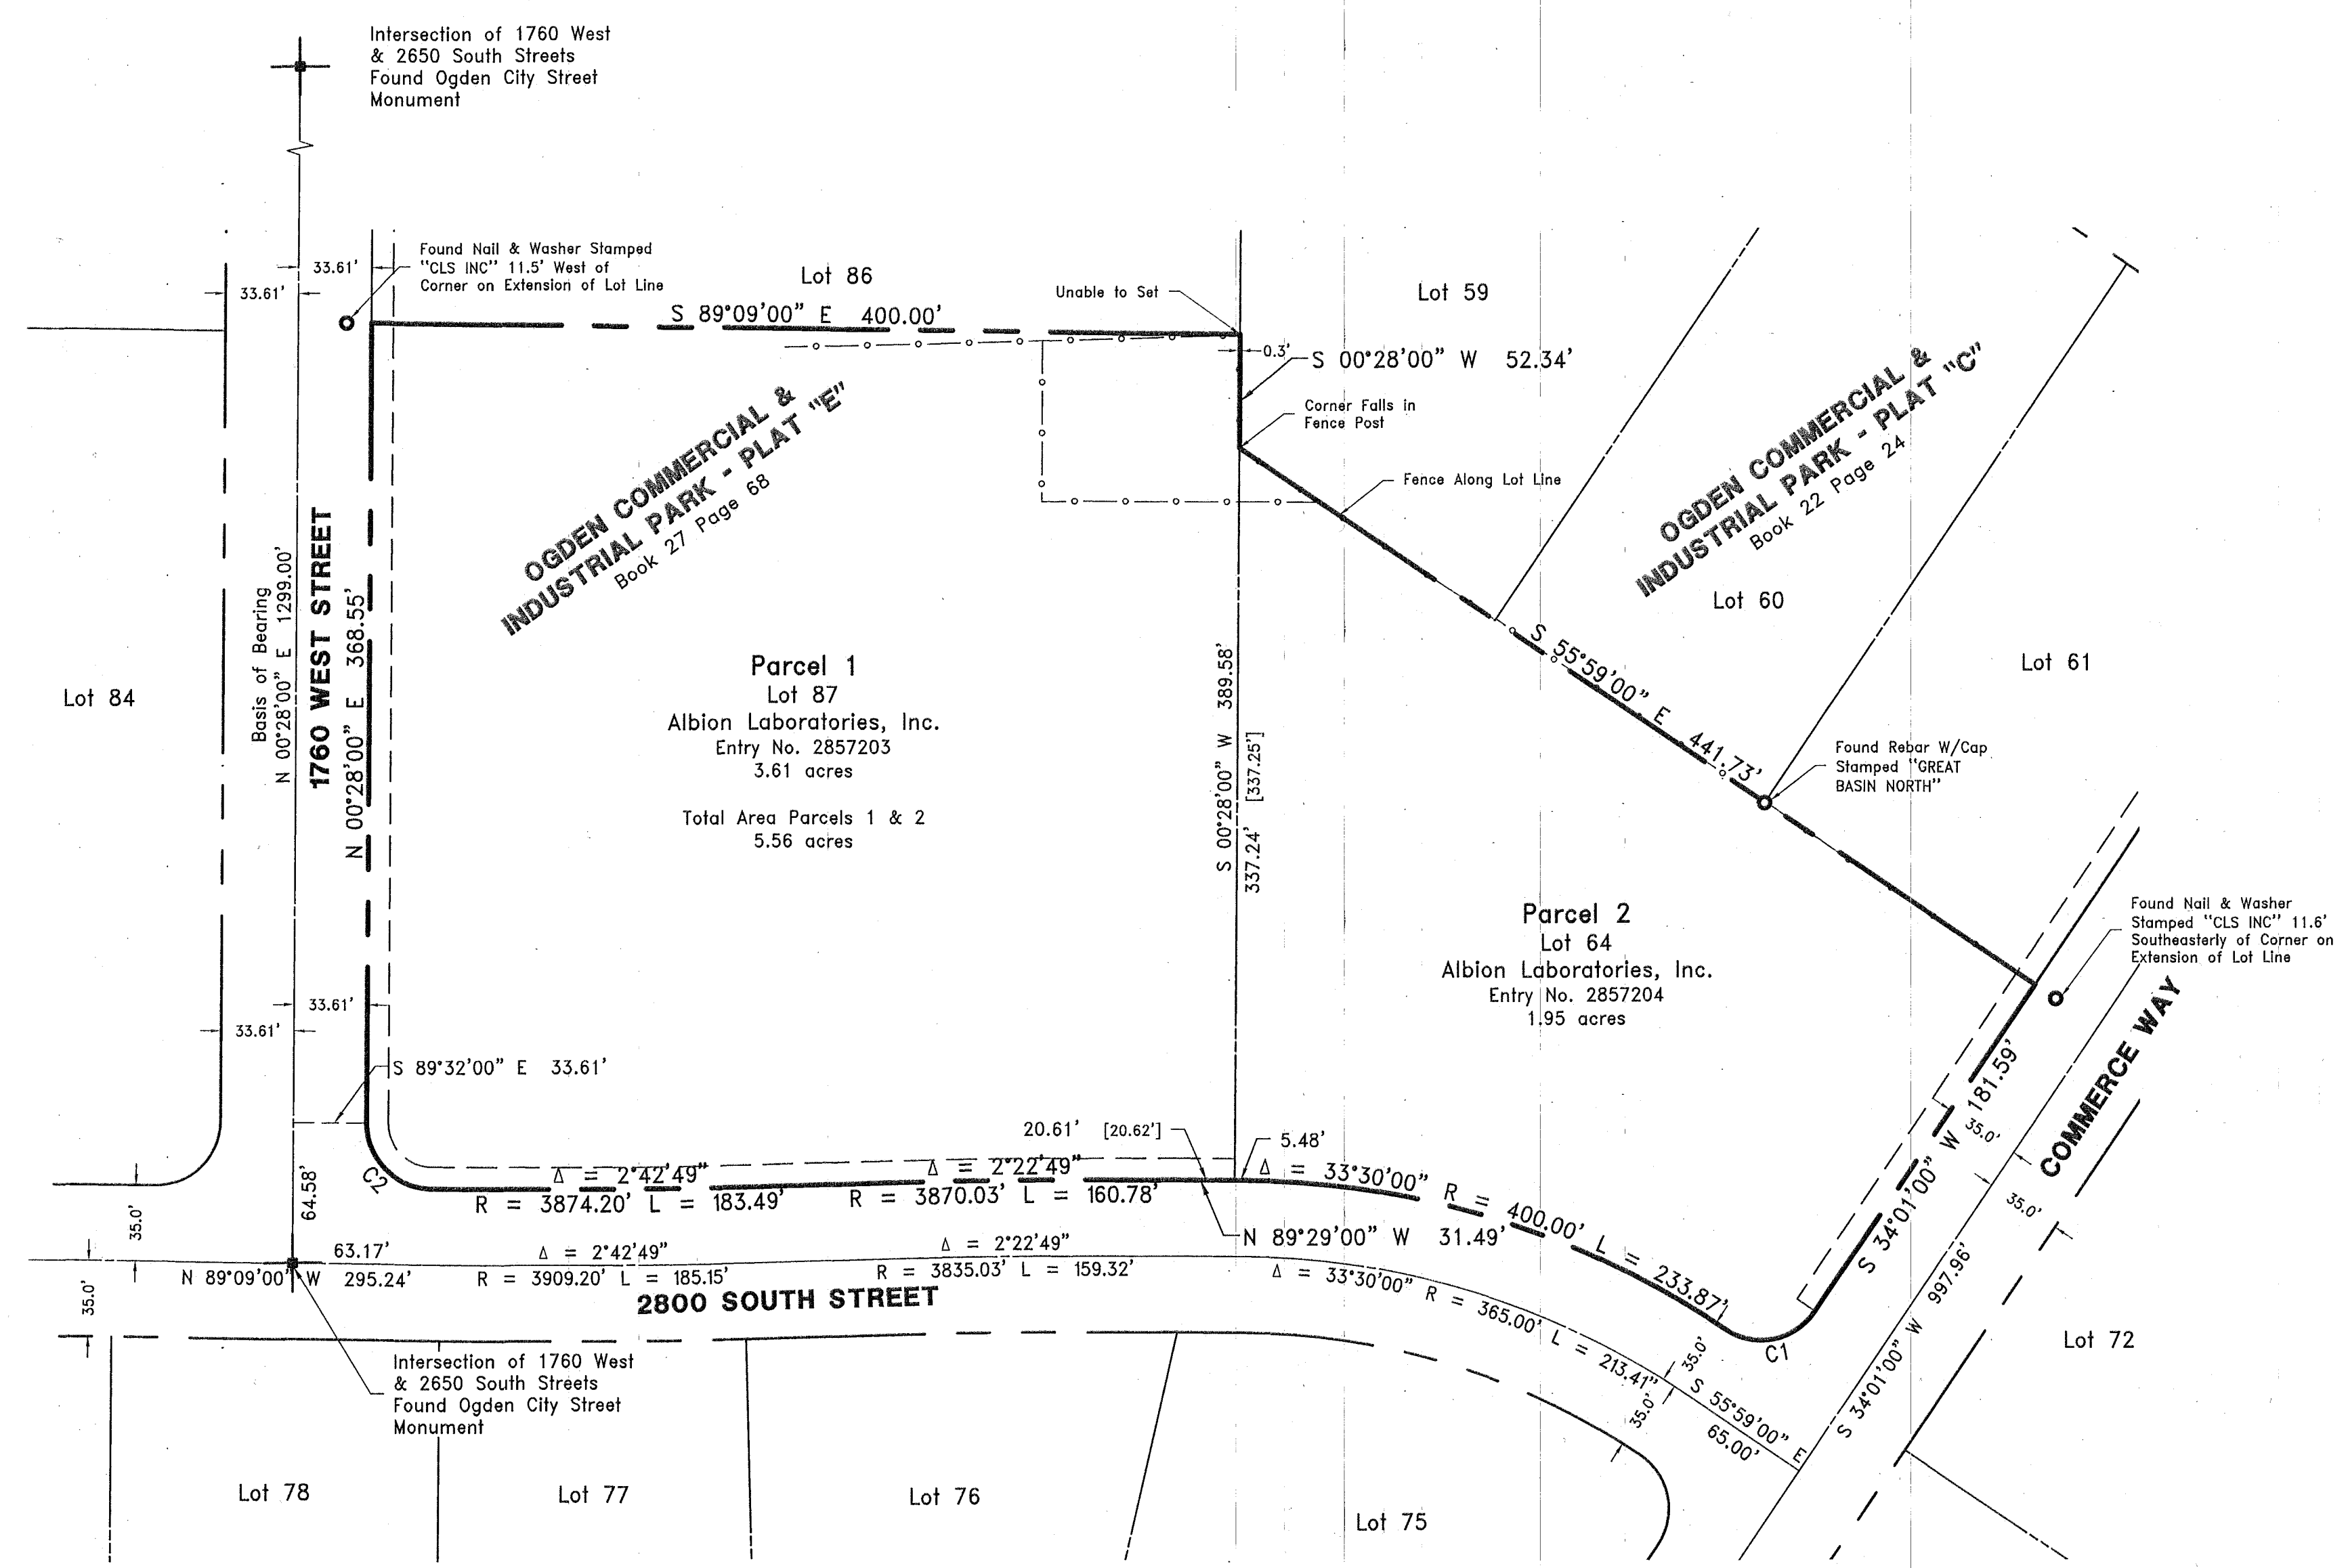 Intersection of 1760 West
& 2650 South Streets
Found Ogden City Street
Monument
33.61'
33.61'
Found Nail & Washer Stamped
"CLS INC" 11.5' West of
Corner on Extension of Lot Line
Lot 86
S 89°09'00" E 400.00'
Unable to Set
Lot 59
0.3'
S 00°28'00" W 52.34'
Corner Falls in
Fence Post
Fence Along Lot Line
OGDEN COMMERCIAL &
INDUSTRIAL PARK - PLAT "E"
Book 27 Page 68
OGDEN COMMERCIAL &
INDUSTRIAL PARK - PLAT "C"
Book 22 Page 24
Lot 60
Lot 61
S 55°59'00" E 441.73'
Found Rebar W/Cap
Stamped "GREAT
BASIN NORTH"
Lot 84
Basis of Bearing
N 00°28'00" E 1299.00'
1760 WEST STREET
N 00°28'00" E 368.55'
Parcel 1
Lot 87
Albion Laboratories, Inc.
Entry No. 2857203
3.61 acres
Total Area Parcels 1 & 2
5.56 acres
S 00°28'00" W 389.58'
337.24' [337.25']
Parcel 2
Lot 64
Albion Laboratories, Inc.
Entry No. 2857204
1.95 acres
Found Nail & Washer
Stamped "CLS INC" 11.6'
Southeasterly of Corner on
Extension of Lot Line
COMMERCE WAY
S 34°01'00" W 181.59'
35.0'
35.0'
S 34°01'00" W 997.96'
33.61'
33.61'
S 89°32'00" E 33.61'
C2
64.58'
35.0'
35.0'
20.61' [20.62']
5.48'
Δ = 2°42'49"
R = 3874.20' L = 183.49'
Δ = 2°22'49"
R = 3870.03' L = 160.78'
Δ = 33°30'00" R = 400.00' L = 233.87'
N 89°29'00" W 31.49'
63.17'
N 89°09'00" W 295.24'
Δ = 2°42'49"
R = 3909.20' L = 185.15'
Δ = 2°22'49"
R = 3835.03' L = 159.32'
Δ = 33°30'00" R = 365.00' L = 213.41"
2800 SOUTH STREET
35.0'
35.0'
C1
S 55°59'00" E
65.00'
Lot 72
Intersection of 1760 West
& 2650 South Streets
Found Ogden City Street
Monument
Lot 78
Lot 77
Lot 76
Lot 75